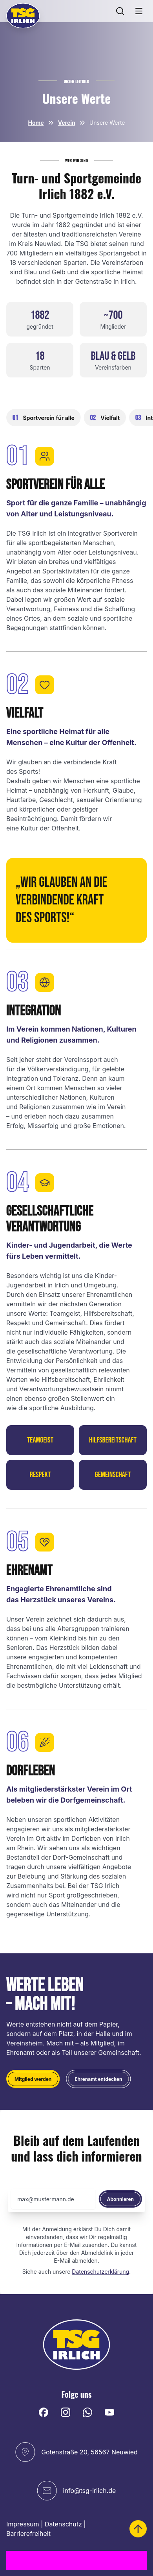 TSG
IRLICH
UNSER LEITBILD
Unsere Werte
Home » Verein » Unsere Werte
WER WIR SIND
Turn- und Sportgemeinde
Irlich 1882 e.V.
Die Turn- und Sportgemeinde Irlich 1882 e.V.
wurde im Jahr 1882 gegründet und ist damit
einer der ältesten und traditionsreichsten Vereine
im Kreis Neuwied. Die TSG bietet seinen rund
700 Mitgliedern ein vielfältiges Sportangebot in
18 verschiedenen Sparten. Die Vereinsfarben
sind Blau und Gelb und die sportliche Heimat
befindet sich in der Gotenstraße in Irlich.
1882
gegründet
~700
Mitglieder
18
Sparten
BLAU & GELB
Vereinsfarben
01 Sportverein für alle
02 Vielfalt
03 Int
01
SPORTVEREIN FÜR ALLE
Sport für die ganze Familie – unabhängig
von Alter und Leistungsniveau.
Die TSG Irlich ist ein integrativer Sportverein
für alle sportbegeisterten Menschen,
unabhängig vom Alter oder Leistungsniveau.
Wir bieten ein breites und vielfältiges
Angebot an Sportaktivitäten für die ganze
Familie, das sowohl die körperliche Fitness
als auch das soziale Miteinander fördert.
Dabei legen wir großen Wert auf soziale
Verantwortung, Fairness und die Schaffung
eines Ortes, an dem soziale und sportliche
Begegnungen stattfinden können.
02
VIELFALT
Eine sportliche Heimat für alle
Menschen – eine Kultur der Offenheit.
Wir glauben an die verbindende Kraft
des Sports!
Deshalb geben wir Menschen eine sportliche
Heimat – unabhängig von Herkunft, Glaube,
Hautfarbe, Geschlecht, sexueller Orientierung
und körperlicher oder geistiger
Beeinträchtigung. Damit fördern wir
eine Kultur der Offenheit.
„WIR GLAUBEN AN DIE
VERBINDENDE KRAFT
DES SPORTS!“
03
INTEGRATION
Im Verein kommen Nationen, Kulturen
und Religionen zusammen.
Seit jeher steht der Vereinssport auch
für die Völkerverständigung, für gelebte
Integration und Toleranz. Denn an kaum
einem Ort kommen Menschen so vieler
unterschiedlicher Nationen, Kulturen
und Religionen zusammen wie im Verein
– und erleben noch dazu zusammen
Erfolg, Misserfolg und große Emotionen.
04
GESELLSCHAFTLICHE
VERANTWORTUNG
Kinder- und Jugendarbeit, die Werte
fürs Leben vermittelt.
Besonders wichtig ist uns die Kinder-
Jugendarbeit in Irlich und Umgebung.
Durch den Einsatz unserer Ehrenamtlichen
vermitteln wir der nächsten Generation
unsere Werte: Teamgeist, Hilfsbereitschaft,
Respekt und Gemeinschaft. Dies fördert
nicht nur individuelle Fähigkeiten, sondern
stärkt auch das soziale Miteinander
und die gesellschaftliche Verantwortung. Die
Entwicklung der Persönlichkeit und das
Vermitteln von gesellschaftlich relevanten
Werten wie Hilfsbereitschaft, Ehrlichkeit
und Verantwortungsbewusstsein nimmt
einen ebenso großen Stellenwert ein
wie die sportliche Ausbildung.
TEAMGEIST
HILFSBEREITSCHAFT
RESPEKT
GEMEINSCHAFT
05
EHRENAMT
Engagierte Ehrenamtliche sind
das Herzstück unseres Vereins.
Unser Verein zeichnet sich dadurch aus,
dass bei uns alle Altersgruppen trainieren
können – vom Kleinkind bis hin zu den
Senioren. Das Herzstück bilden dabei
unsere engagierten und kompetenten
Ehrenamtlichen, die mit viel Leidenschaft und
Fachwissen dafür sorgen, dass jedes Mitglied
die bestmögliche Unterstützung erhält.
06
DORFLEBEN
Als mitgliederstärkster Verein im Ort
beleben wir die Dorfgemeinschaft.
Neben unseren sportlichen Aktivitäten
engagieren wir uns als mitgliederstärkster
Verein im Ort aktiv im Dorfleben von Irlich
am Rhein. Wir sehen uns als wichtigen
Bestandteil der Dorf-Gemeinschaft und
tragen durch unsere vielfältigen Angebote
zur Belebung und Stärkung des sozialen
Zusammenhalts bei. Bei der TSG Irlich
wird nicht nur Sport großgeschrieben,
sondern auch das Miteinander und die
gegenseitige Unterstützung.
WERTE LEBEN
– MACH MIT!
Werte entstehen nicht auf dem Papier,
sondern auf dem Platz, in der Halle und im
Vereinsheim. Mach mit – als Mitglied, im
Ehrenamt oder als Teil unserer Gemeinschaft.
Mitglied werden
Ehrenamt entdecken
Bleib auf dem Laufenden
und lass dich informieren
max@mustermann.de
Abonnieren
Mit der Anmeldung erklärst Du Dich damit
einverstanden, dass wir Dir regelmäßig
Informationen per E-Mail zusenden. Du kannst
Dich jederzeit über den Abmeldelink in jeder
E-Mail abmelden.
Siehe auch unsere Datenschutzerklärung.
TSG
IRLICH
Folge uns
Gotenstraße 20, 56567 Neuwied
info@tsg-irlich.de
Impressum | Datenschutz |
Barrierefreiheit